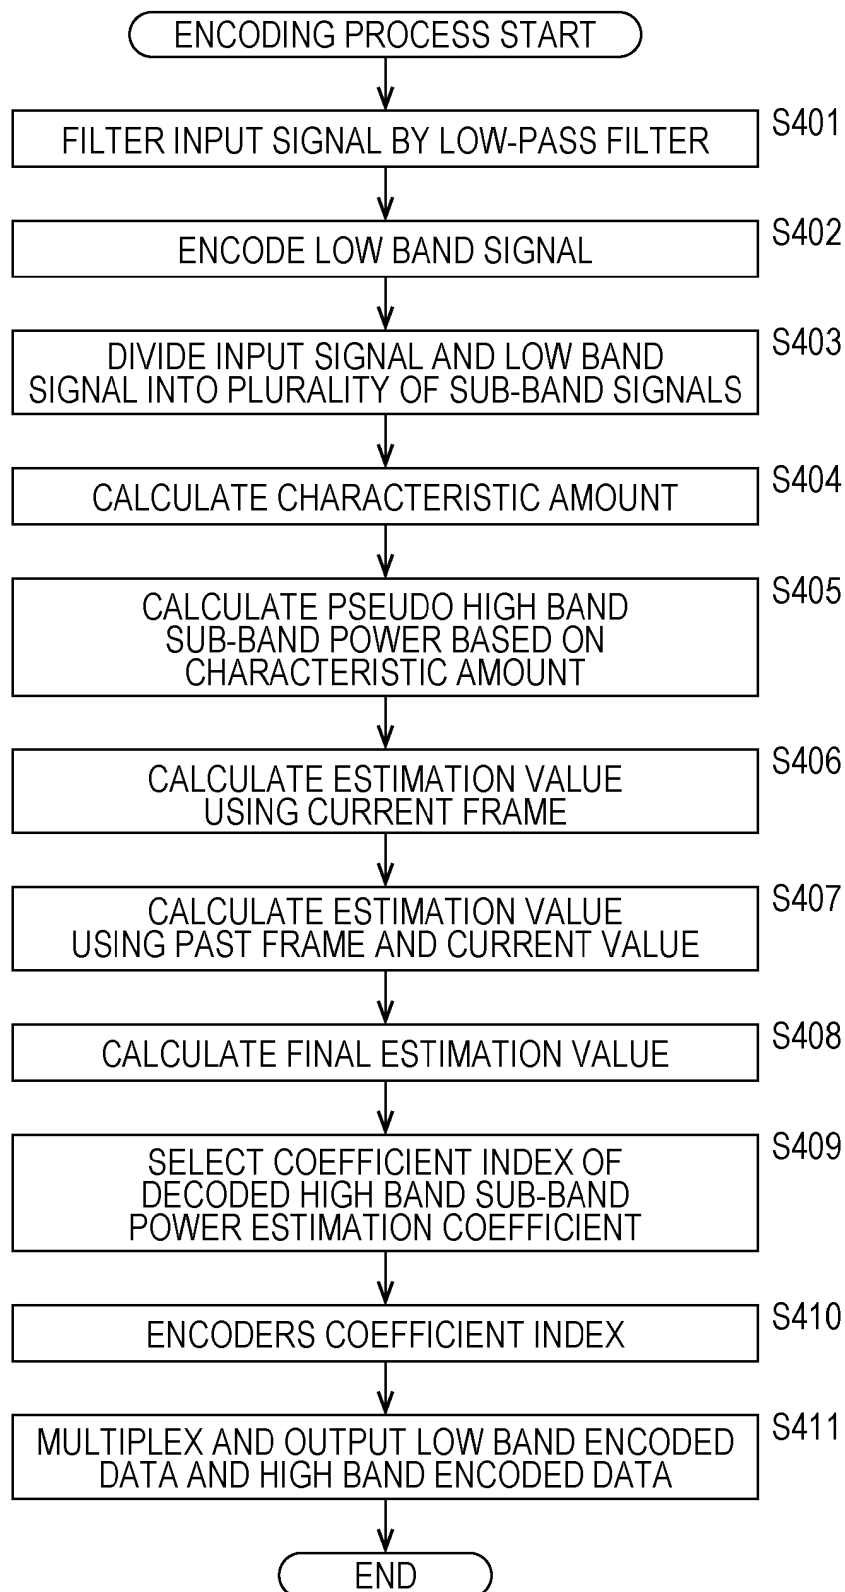 ENCODING PROCESS START
S401
FILTER INPUT SIGNAL BY LOW-PASS FILTER
S402
ENCODE LOW BAND SIGNAL
S403
DIVIDE INPUT SIGNAL AND LOW BAND
SIGNAL INTO PLURALITY OF SUB-BAND SIGNALS
S404
CALCULATE CHARACTERISTIC AMOUNT
S405
CALCULATE PSEUDO HIGH BAND
SUB-BAND POWER BASED ON
CHARACTERISTIC AMOUNT
S406
CALCULATE ESTIMATION VALUE
USING CURRENT FRAME
S407
CALCULATE ESTIMATION VALUE
USING PAST FRAME AND CURRENT VALUE
S408
CALCULATE FINAL ESTIMATION VALUE
S409
SELECT COEFFICIENT INDEX OF
DECODED HIGH BAND SUB-BAND
POWER ESTIMATION COEFFICIENT
S410
ENCODERS COEFFICIENT INDEX
S411
MULTIPLEX AND OUTPUT LOW BAND ENCODED
DATA AND HIGH BAND ENCODED DATA
END